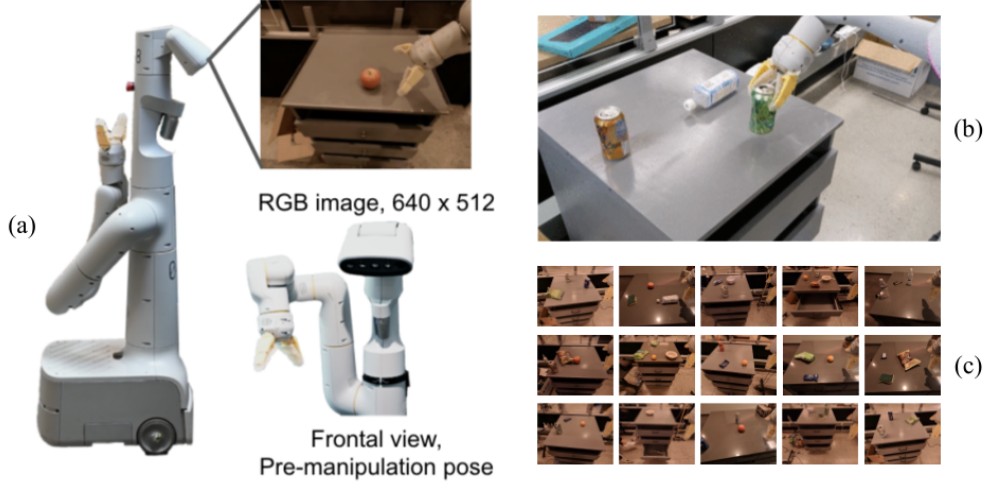 (a)
RGB image, 640 x 512
Frontal view,
Pre-manipulation pose
(b)
(c)